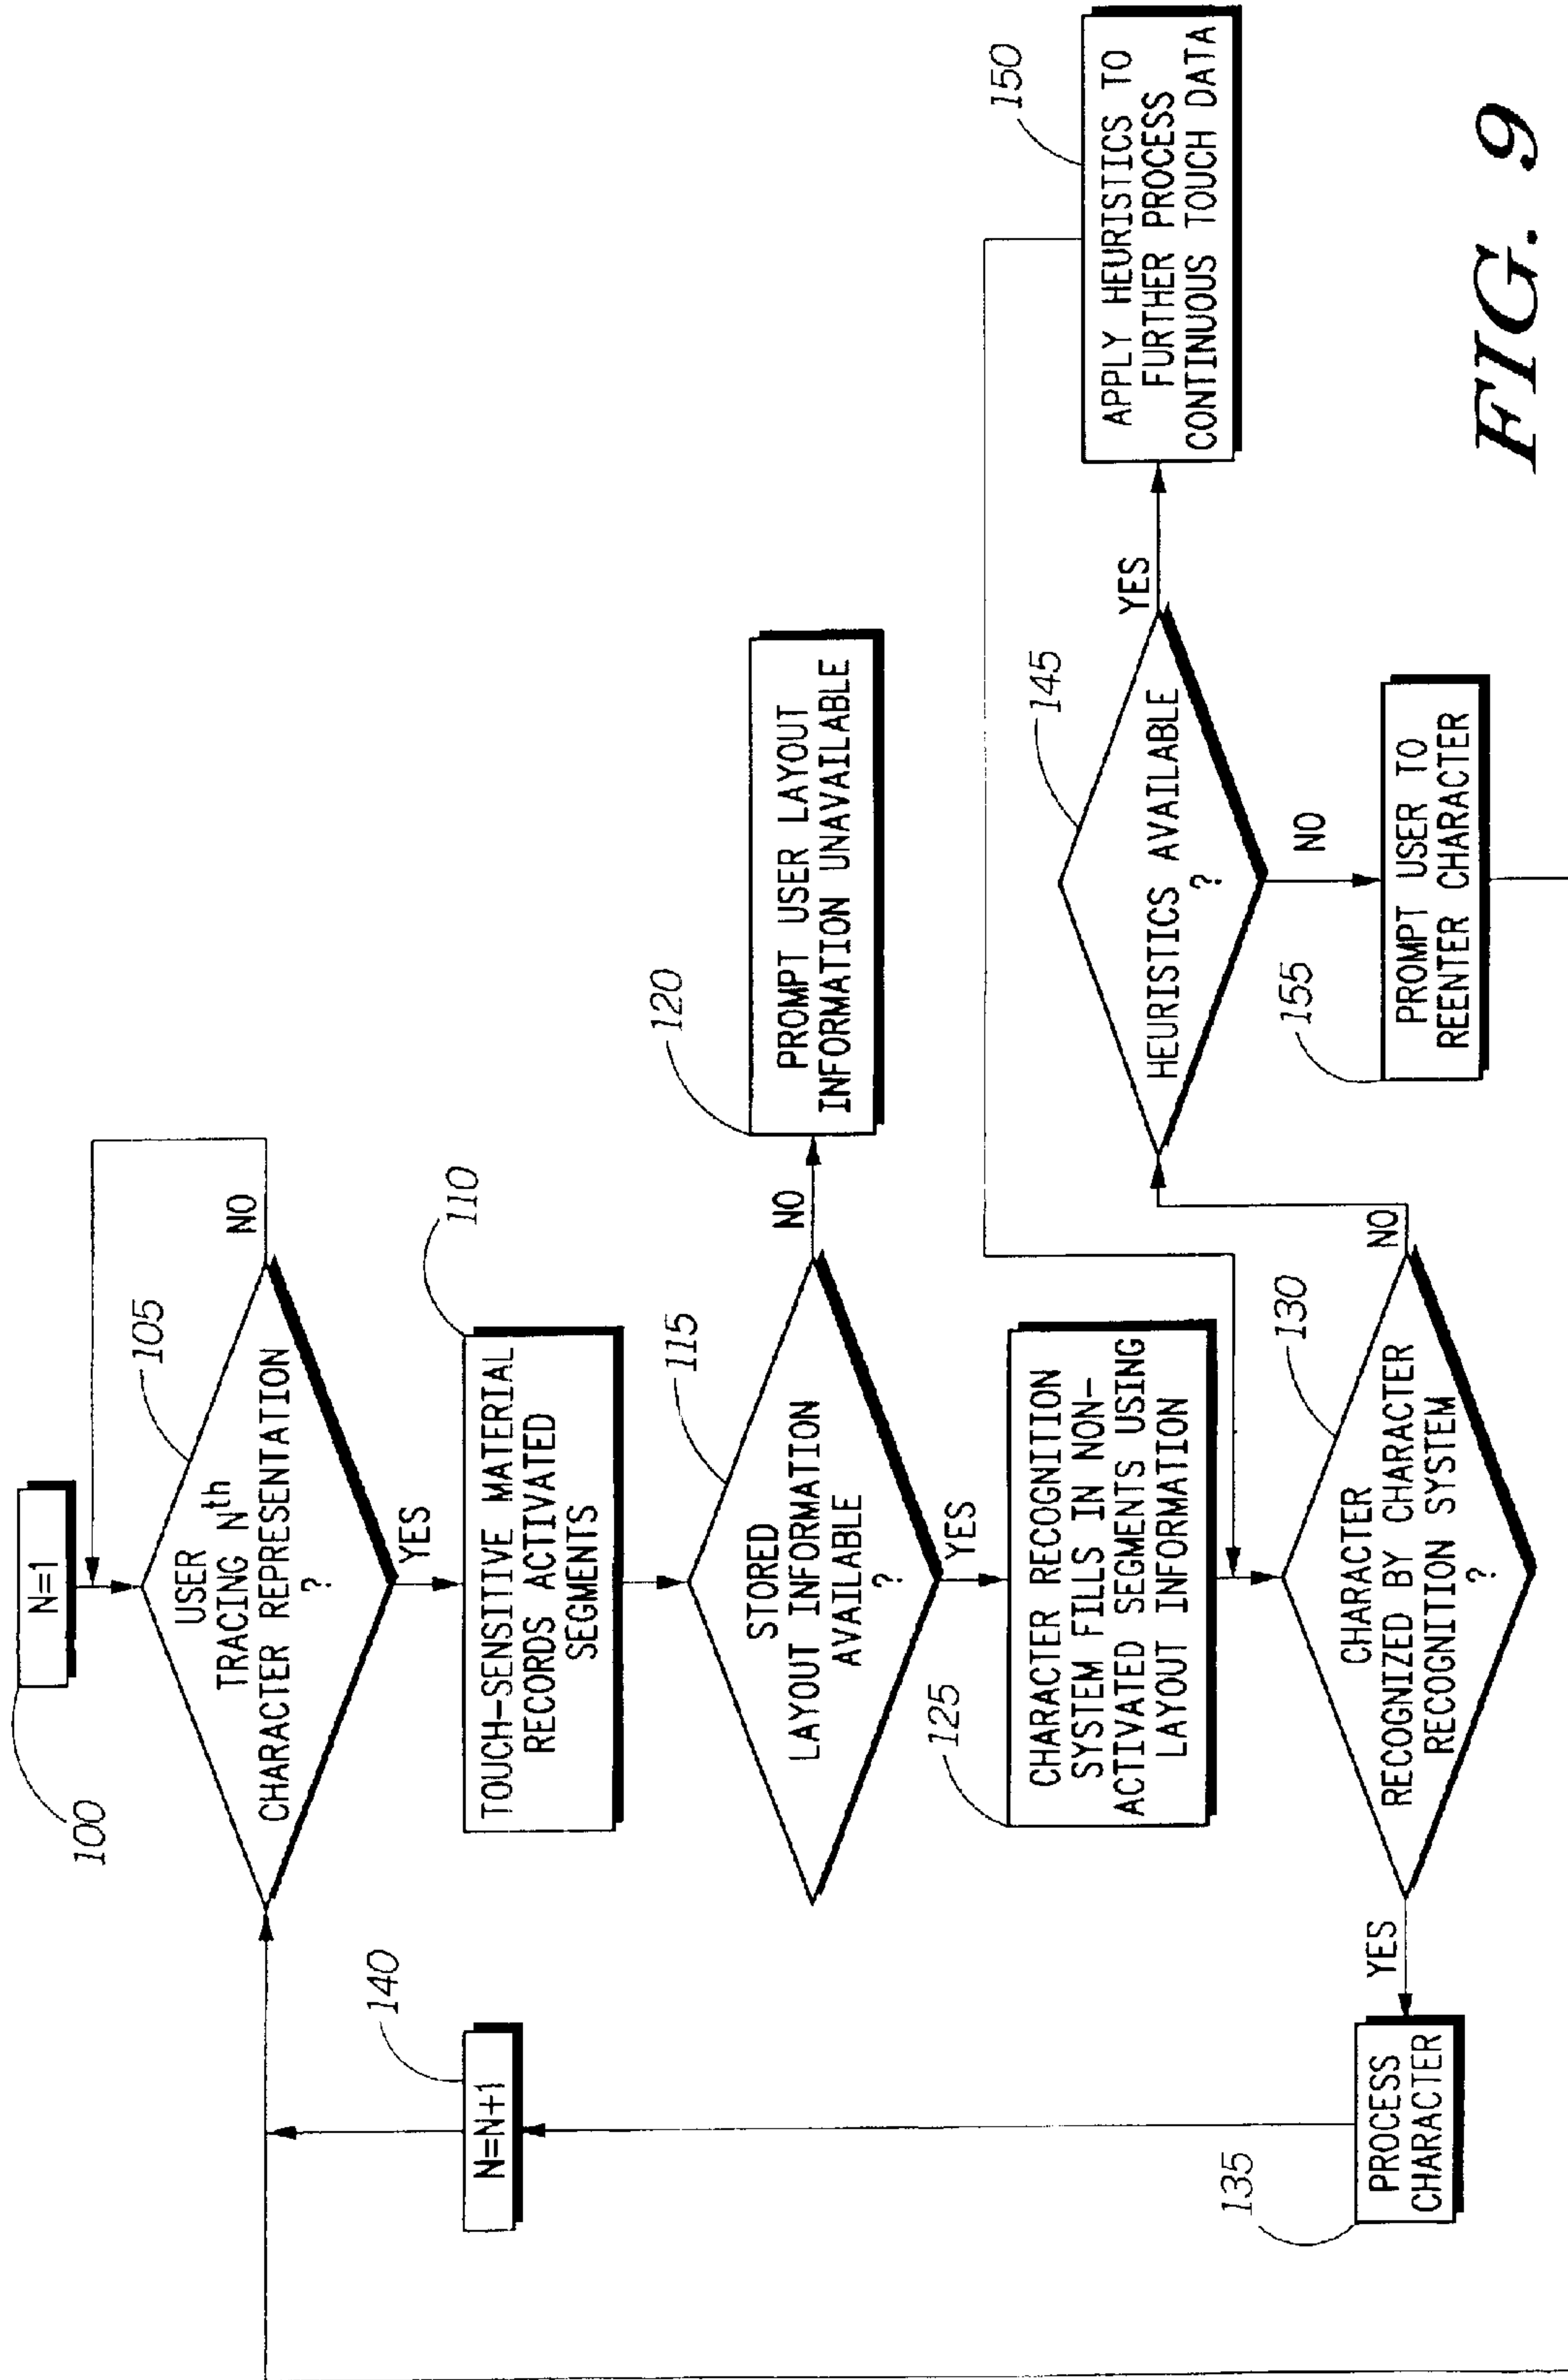 100
N=1
105
USER
TRACING Nth
CHARACTER REPRESENTATION
?
NO
YES
110
TOUCH-SENSITIVE MATERIAL
RECORDS ACTIVATED
SEGMENTS
115
STORED
LAYOUT INFORMATION
AVAILABLE
?
NO
YES
120
PROMPT USER LAYOUT
INFORMATION UNAVAILABLE
125
CHARACTER RECOGNITION
SYSTEM FILLS IN NON-
ACTIVATED SEGMENTS USING
LAYOUT INFORMATION
130
CHARACTER
RECOGNIZED BY CHARACTER
RECOGNITION SYSTEM
?
YES
NO
135
PROCESS
CHARACTER
140
N=N+1
145
HEURISTICS AVAILABLE
?
YES
NO
150
APPLY HEURISTICS TO
FURTHER PROCESS
CONTINUOUS TOUCH DATA
155
PROMPT USER TO
REENTER CHARACTER
FIG. 9